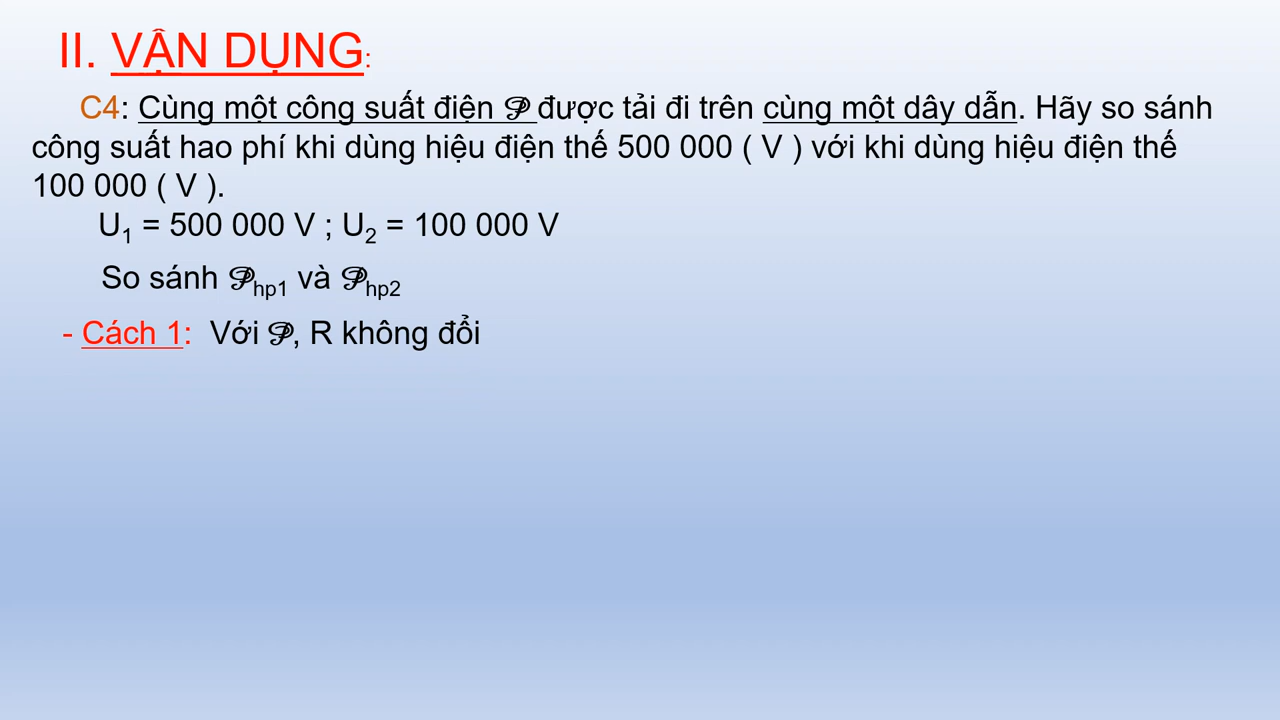 II. VẬN DỤNG:
C4: Cùng một công suất điện 𝒫 được tải đi trên cùng một dây dẫn. Hãy so sánh
công suất hao phí khi dùng hiệu điện thế 500 000 ( V ) với khi dùng hiệu điện thế
100 000 ( V ).
U₁ = 500 000 V ; U₂ = 100 000 V
So sánh 𝒫hp1 và 𝒫hp2
- Cách 1: Với 𝒫, R không đổi